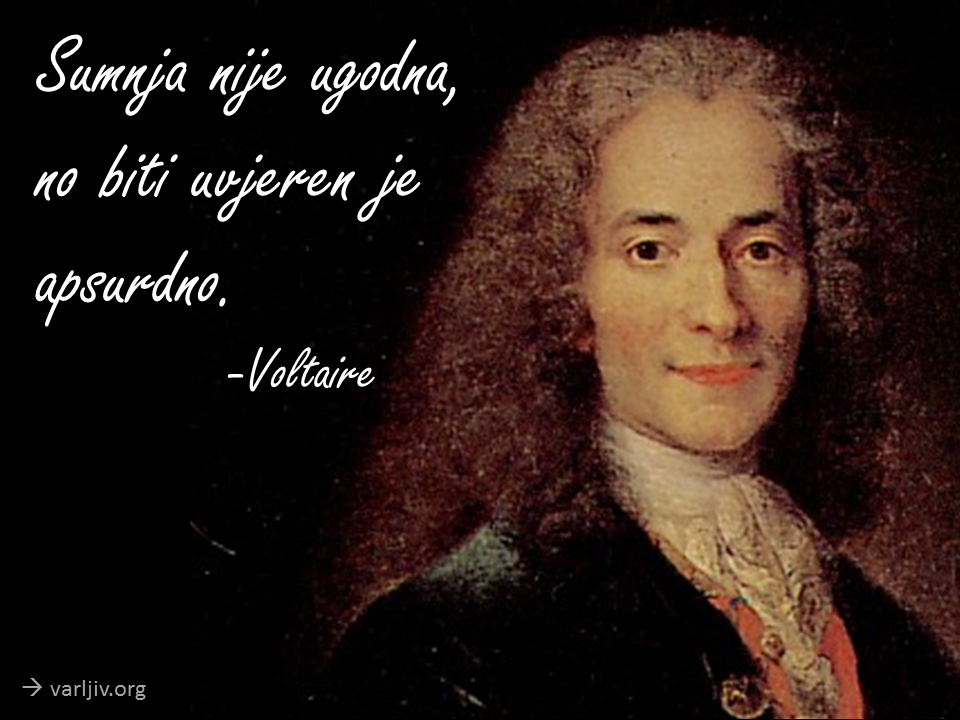 Sumnja nije ugodna,
no biti uvjeren je
apsurdno.
-Voltaire
→ varljiv.org